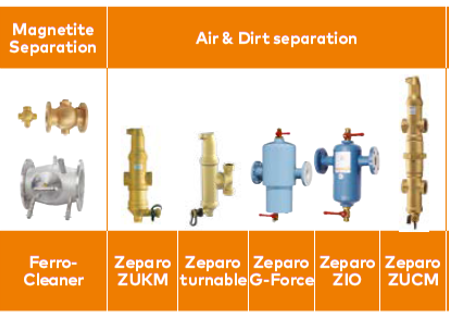 Magnetite
Separation
Air & Dirt separation
Ferro-
Cleaner
Zeparo
ZUKM
Zeparo
turnable
Zeparo
G-Force
Zeparo
ZIO
Zeparo
ZUCM